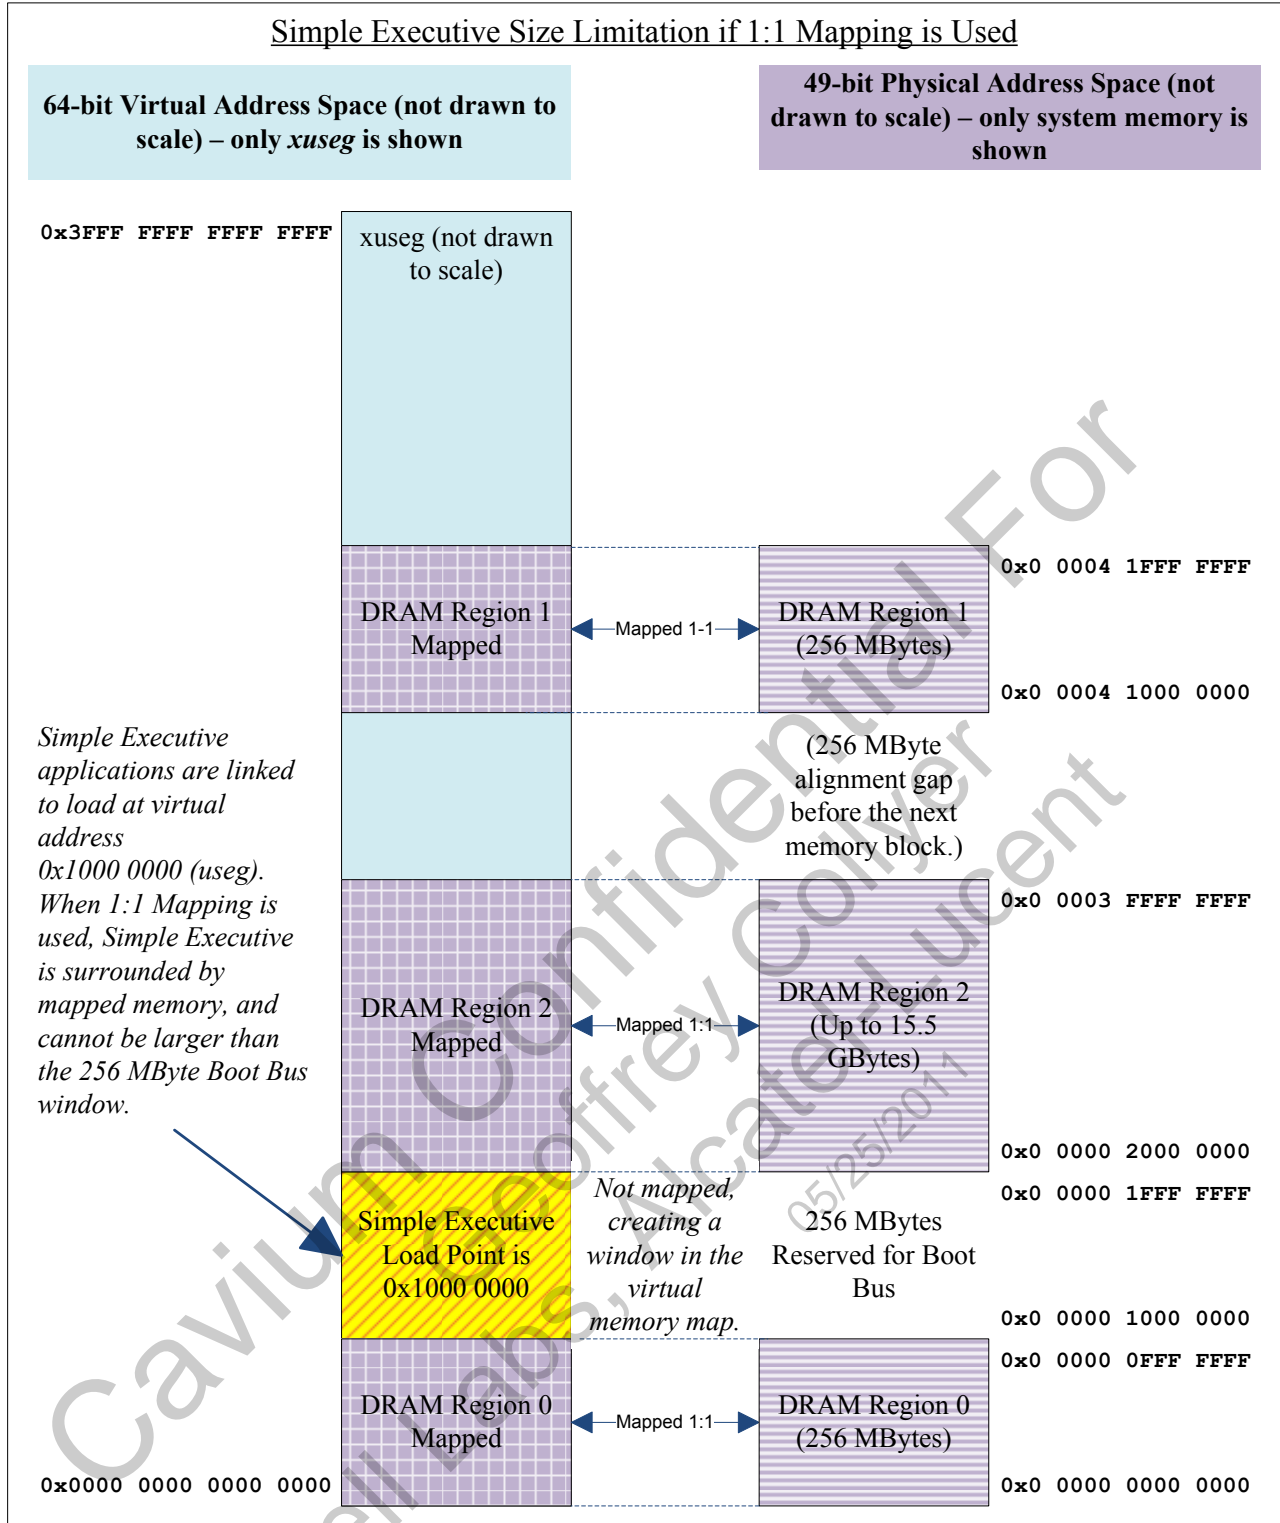 Simple Executive Size Limitation if 1:1 Mapping is Used
64-bit Virtual Address Space (not drawn to
scale) – only xuseg is shown
49-bit Physical Address Space (not
drawn to scale) – only system memory is
shown
0x3FFF FFFF FFFF FFFF
xuseg (not drawn
to scale)
DRAM Region 1
Mapped
Mapped 1-1
DRAM Region 1
(256 MBytes)
0x0 0004 1FFF FFFF
0x0 0004 1000 0000
Simple Executive
applications are linked
to load at virtual
address
0x1000 0000 (useg).
When 1:1 Mapping is
used, Simple Executive
is surrounded by
mapped memory, and
cannot be larger than
the 256 MByte Boot Bus
window.
(256 MByte
alignment gap
before the next
memory block.)
DRAM Region 2
Mapped
Mapped 1:1
DRAM Region 2
(Up to 15.5
GBytes)
0x0 0003 FFFF FFFF
0x0 0000 2000 0000
Simple Executive
Load Point is
0x1000 0000
Not mapped,
creating a
window in the
virtual
memory map.
256 MBytes
Reserved for Boot
Bus
0x0 0000 1FFF FFFF
0x0 0000 1000 0000
DRAM Region 0
Mapped
Mapped 1:1
DRAM Region 0
(256 MBytes)
0x0 0000 0FFF FFFF
0x0 0000 0000 0000
0x0000 0000 0000 0000
Cavium Confidential For
Geoffrey Collyer
ell Labs, Alcatel-Lucent
05/25/2011